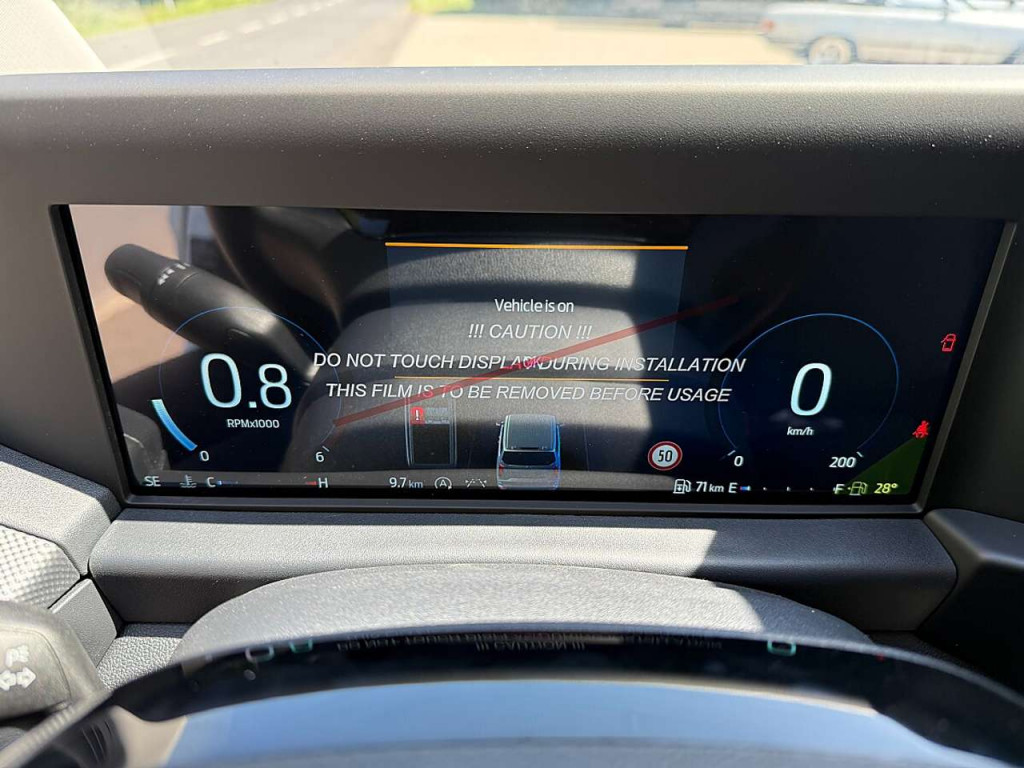 Vehicle is on
!!! CAUTION !!!
DO NOT TOUCH DISPLAY DURING INSTALLATION
OK
THIS FILM IS TO BE REMOVED BEFORE USAGE
0.8
RPMx1000
0 6
0
km/h
0 200
50
SE C H 9.7 km A 71 km E F 28°